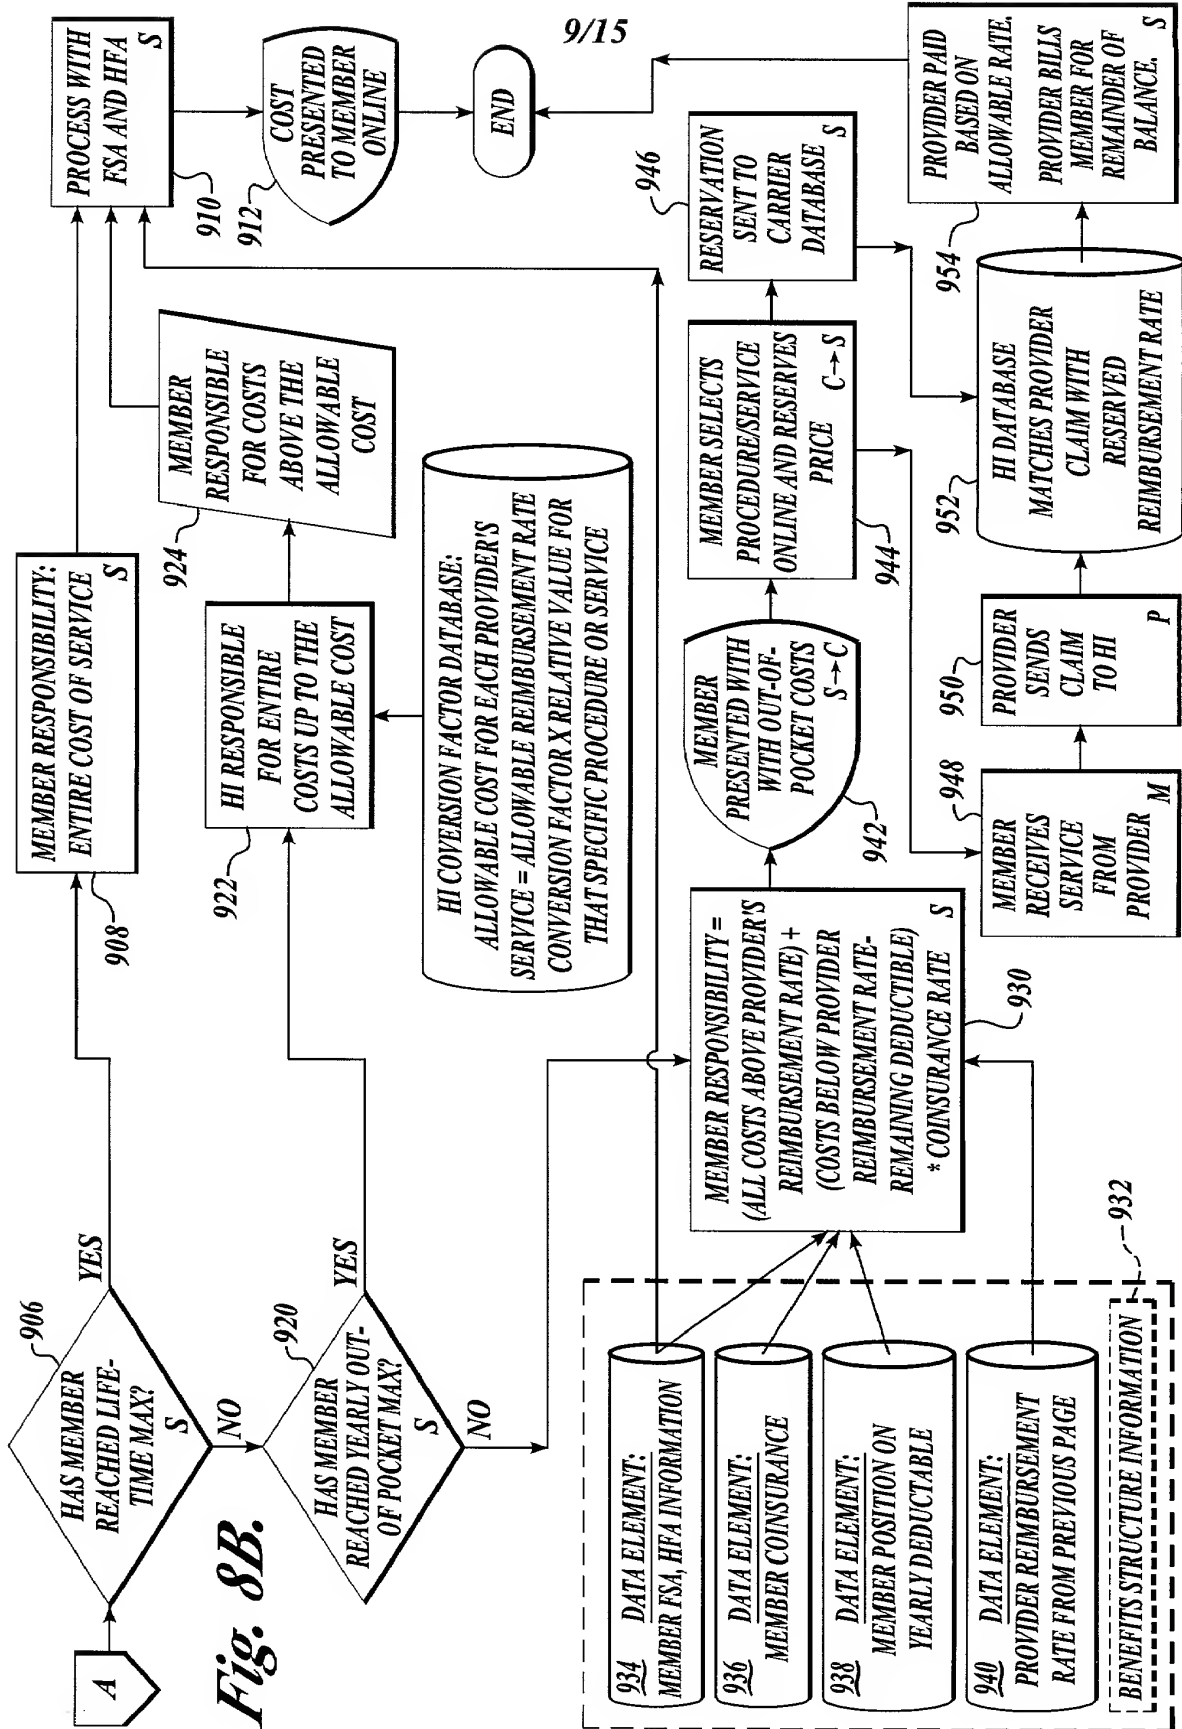 9/15
A
HAS MEMBER
REACHED LIFE-
TIME MAX?
S
906
YES
NO
MEMBER RESPONSIBILITY:
ENTIRE COST OF SERVICE
S
908
PROCESS WITH
FSA AND HFA
S
910
COST
PRESENTED
TO MEMBER
ONLINE
912
END
HAS MEMBER
REACHED YEARLY OUT-
OF POCKET MAX?
S
920
YES
NO
HI RESPONSIBLE
FOR ENTIRE
COSTS UP TO THE
ALLOWABLE COST
922
MEMBER
RESPONSIBLE
FOR COSTS
ABOVE THE
ALLOWABLE
COST
924
HI COVERSION FACTOR DATABASE:
ALLOWABLE COST FOR EACH PROVIDER'S
SERVICE = ALLOWABLE REIMBURSEMENT RATE
CONVERSION FACTOR X RELATIVE VALUE FOR
THAT SPECIFIC PROCEDURE OR SERVICE
934 DATA ELEMENT:
MEMBER FSA, HFA INFORMATION
936 DATA ELEMENT:
MEMBER COINSURANCE
938 DATA ELEMENT:
MEMBER POSITION ON
YEARLY DEDUCTABLE
940 DATA ELEMENT:
PROVIDER REIMBURSEMENT
RATE FROM PREVIOUS PAGE
BENEFITS STRUCTURE INFORMATION
932
MEMBER RESPONSIBILITY =
(ALL COSTS ABOVE PROVIDER'S
REIMBURSEMENT RATE) +
(COSTS BELOW PROVIDER
REIMBURSEMENT RATE-
REMAINING DEDUCTIBLE)
* COINSURANCE RATE
S
930
MEMBER
PRESENTED WITH
WITH OUT-OF-
POCKET COSTS
S→C
942
MEMBER SELECTS
PROCEDURE/SERVICE
ONLINE AND RESERVES
PRICE C→S
944
RESERVATION
SENT TO
CARRIER
DATABASE
S
946
MEMBER
RECEIVES
SERVICE
FROM
PROVIDER
M
948
PROVIDER
SENDS
CLAIM
TO HI
P
950
HI DATABASE
MATCHES PROVIDER
CLAIM WITH
RESERVED
REIMBURSEMENT RATE
952
PROVIDER PAID
BASED ON
ALLOWABLE RATE.
PROVIDER BILLS
MEMBER FOR
REMAINDER OF
BALANCE.
S
954
Fig. 8B.